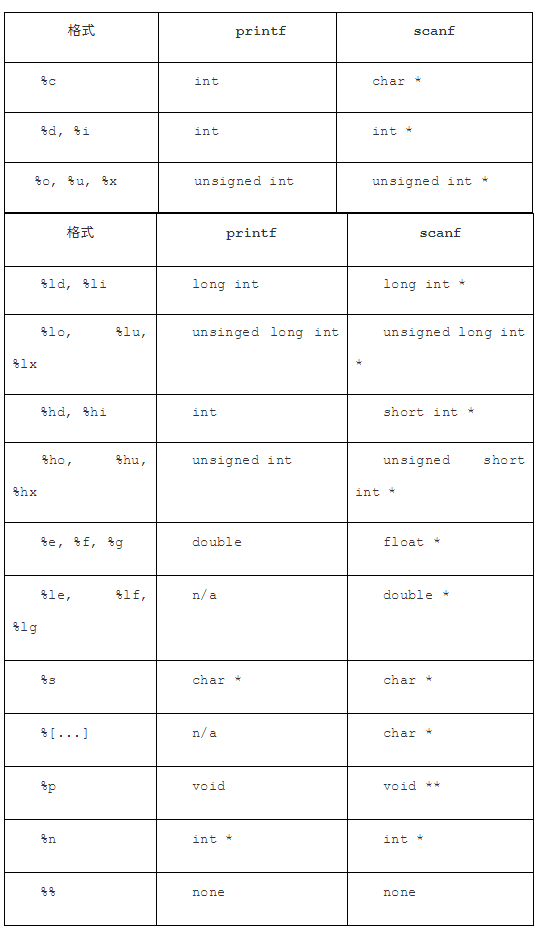 格式 printf scanf
%c int char *
%d, %i int int *
%o, %u, %x unsigned int unsigned int *
格式 printf scanf
%ld, %li long int long int *
%lo, %lu, unsinged long int unsigned long int
%lx *
%hd, %hi int short int *
%ho, %hu, unsigned int unsigned short
%hx int *
%e, %f, %g double float *
%le, %lf, n/a double *
%lg
%s char * char *
%[...] n/a char *
%p void void **
%n int * int *
%% none none